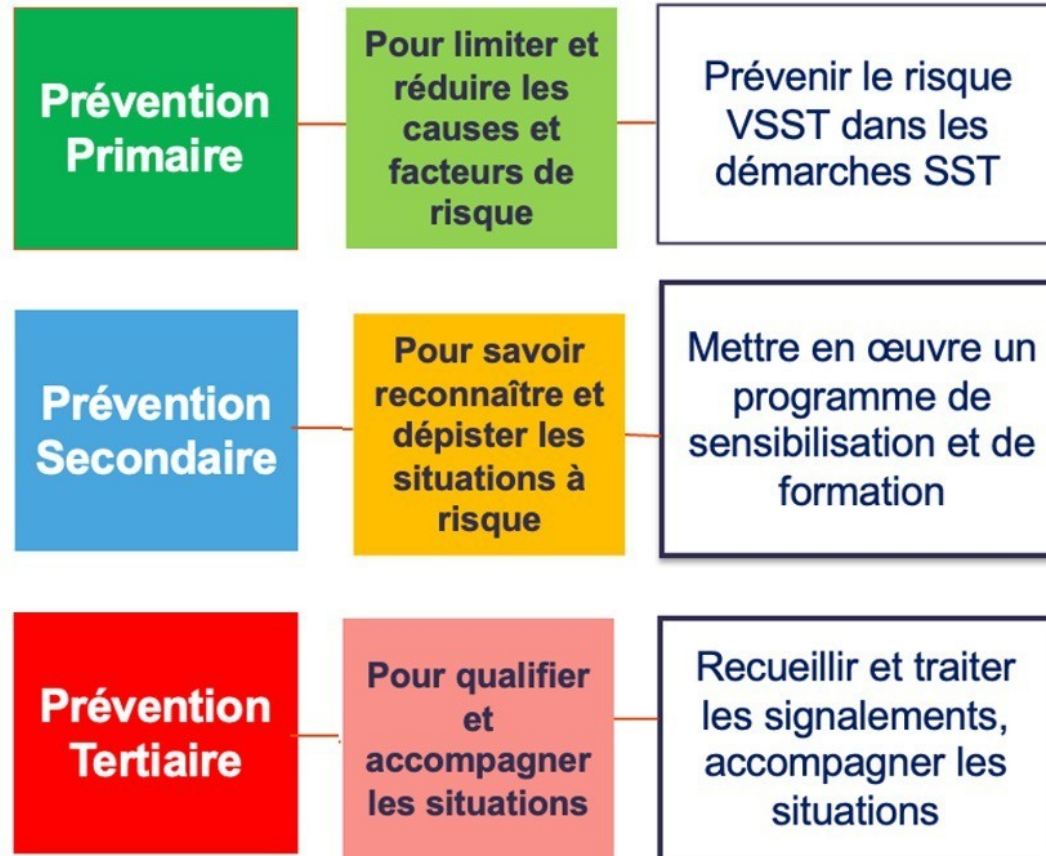 Prévention
Primaire
Pour limiter et
réduire les
causes et
facteurs de
risque
Prévenir le risque
VSST dans les
démarches SST
Prévention
Secondaire
Pour savoir
reconnaître et
dépister les
situations à
risque
Mettre en œuvre un
programme de
sensibilisation et de
formation
Prévention
Tertiaire
Pour qualifier
et
accompagner
les situations
Recueillir et traiter
les signalements,
accompagner les
situations